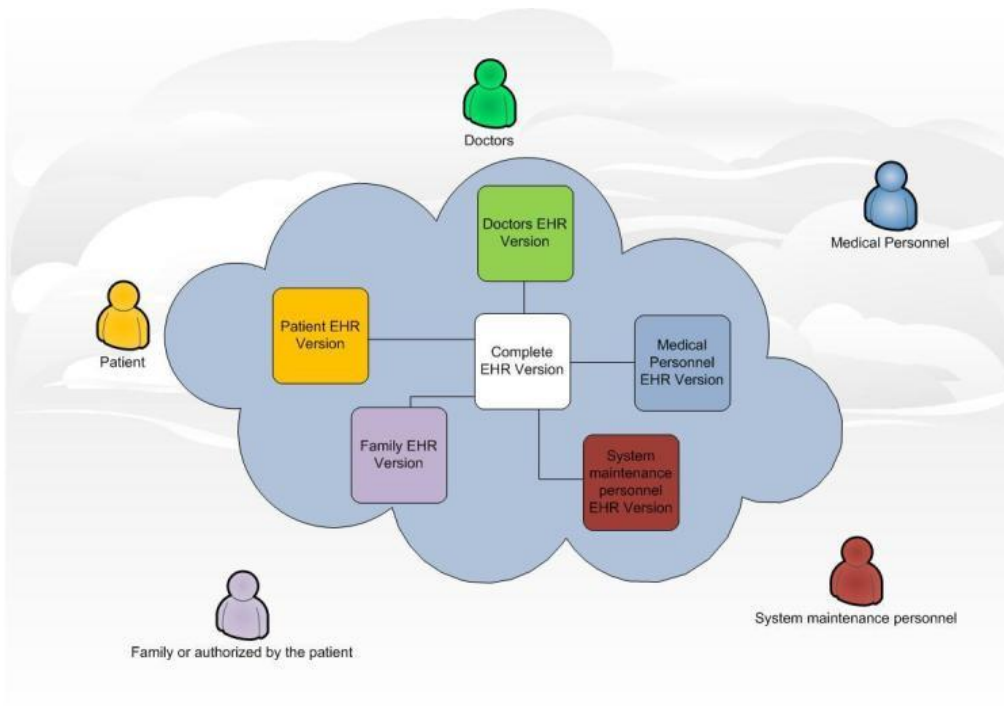 Doctors
Doctors EHR
Version
Medical Personnel
Patient EHR
Version
Patient
Complete
EHR Version
Medical
Personnel
EHR Version
Family EHR
Version
System
maintenance
personnel
EHR Version
System maintenance personnel
Family or authorized by the patient